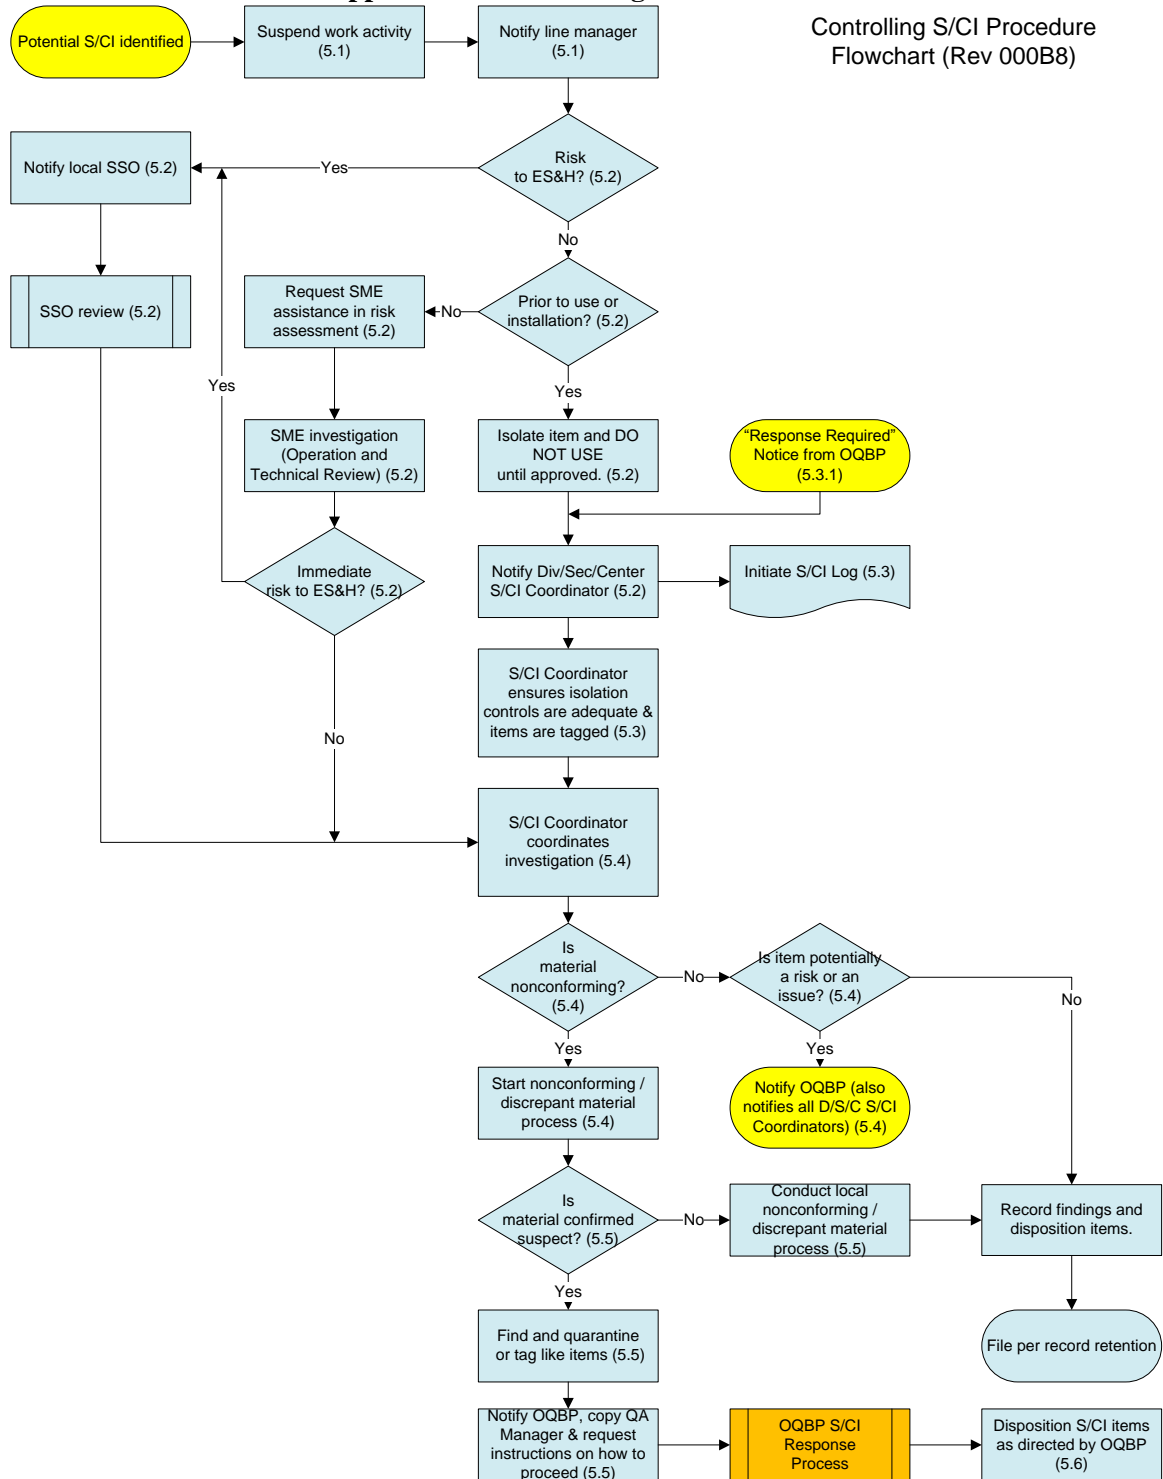 Controlling S/CI Procedure
Flowchart (Rev 000B8)
Potential S/CI identified
Suspend work activity
(5.1)
Notify line manager
(5.1)
Risk
to ES&H? (5.2)
Yes
Notify local SSO (5.2)
No
SSO review (5.2)
Request SME
assistance in risk
assessment (5.2)
No
Prior to use or
installation? (5.2)
Yes
Yes
SME investigation
(Operation and
Technical Review) (5.2)
Isolate item and DO
NOT USE
until approved. (5.2)
“Response Required”
Notice from OQBP
(5.3.1)
Immediate
risk to ES&H? (5.2)
Notify Div/Sec/Center
S/CI Coordinator (5.2)
Initiate S/CI Log (5.3)
S/CI Coordinator
ensures isolation
controls are adequate &
items are tagged (5.3)
No
S/CI Coordinator
coordinates
investigation (5.4)
Is
material
nonconforming?
(5.4)
No
Is item potentially
a risk or an
issue? (5.4)
No
Yes
Yes
Start nonconforming /
discrepant material
process (5.4)
Notify OQBP (also
notifies all D/S/C S/CI
Coordinators) (5.4)
Is
material confirmed
suspect? (5.5)
No
Conduct local
nonconforming /
discrepant material
process (5.5)
Record findings and
disposition items.
Yes
Find and quarantine
or tag like items (5.5)
File per record retention
Notify OQBP, copy QA
Manager & request
instructions on how to
proceed (5.5)
OQBP S/CI
Response
Process
Disposition S/CI items
as directed by OQBP
(5.6)